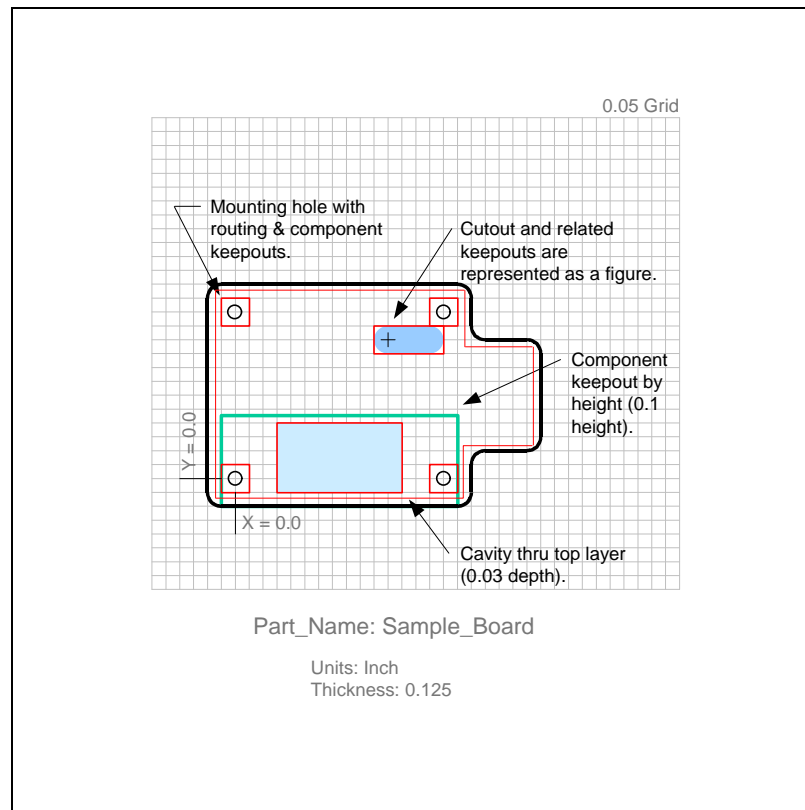 0.05 Grid
Mounting hole with
routing & component
keepouts.
Cutout and related
keepouts are
represented as a figure.
Component
keepout by
height (0.1
height).
Y = 0.0
X = 0.0
Cavity thru top layer
(0.03 depth).
Part_Name: Sample_Board
Units: Inch
Thickness: 0.125